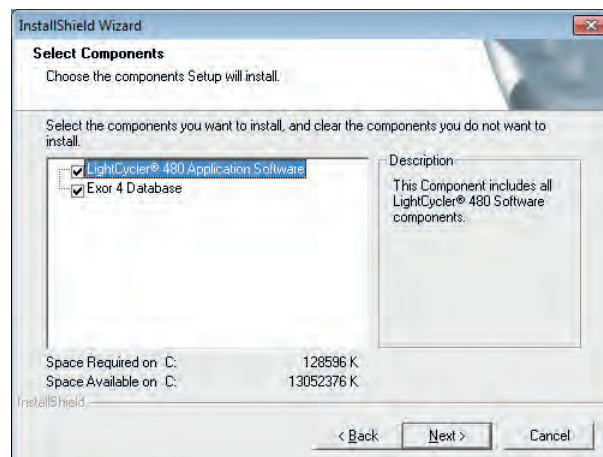 InstallShield Wizard
Select Components
Choose the components Setup will install.
Select the components you want to install, and clear the components you do not want to
install.
LightCycler® 480 Application Software
Exor 4 Database
Description
This Component includes all
LightCycler® 480 Software
components.
Space Required on C: 128596 K
Space Available on C: 13052376 K
InstallShield
< Back Next > Cancel